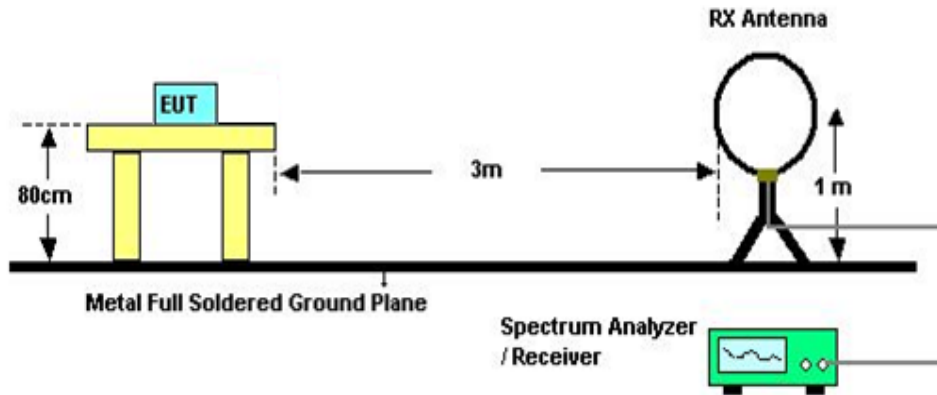 RX Antenna
EUT
80cm
3m
1 m
Metal Full Soldered Ground Plane
Spectrum Analyzer
/ Receiver